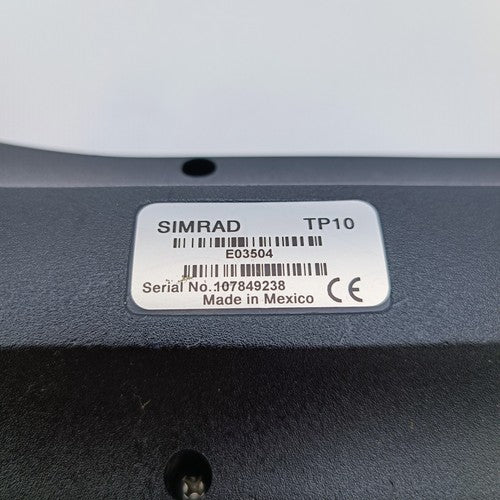 SIMRAD TP10
E03504
Serial No.107849238
Made in Mexico CE